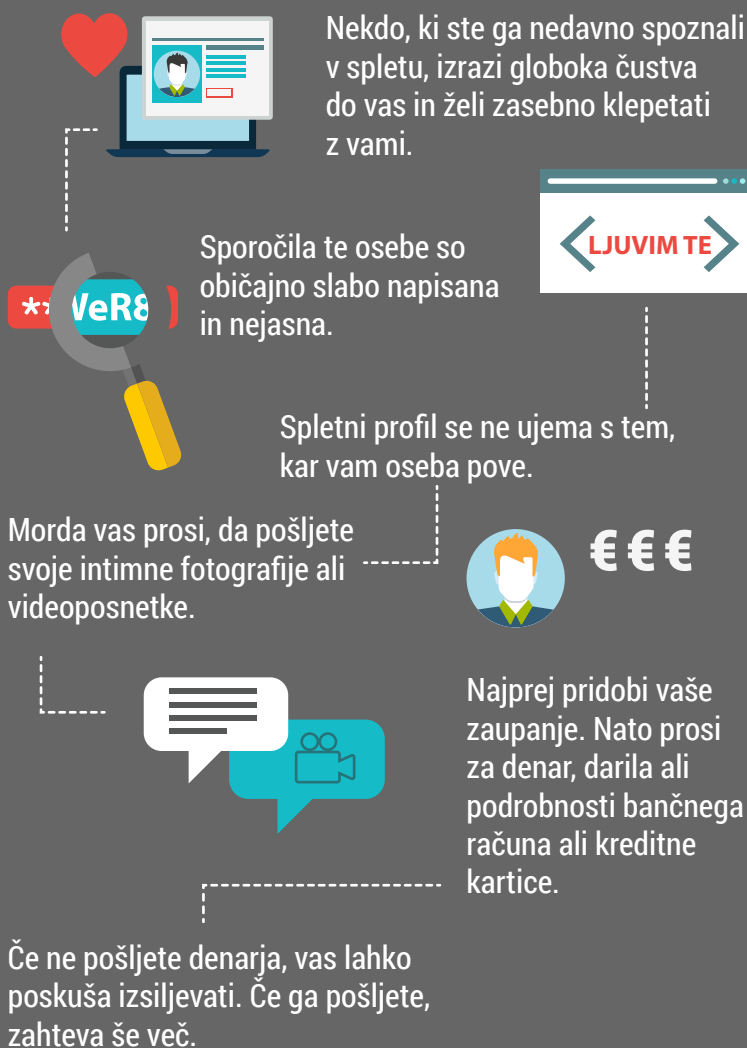 Nekdo, ki ste ga nedavno spoznali
v spletu, izrazi globoka čustva
do vas in želi zasebno klepetati
z vami.
LJUVIM TE
Sporočila te osebe so
običajno slabo napisana
in nejasna.
** WeR8
Spletni profil se ne ujema s tem,
kar vam oseba pove.
Morda vas prosi, da pošljete
svoje intimne fotografije ali
videoposnetke.
€ € €
Najprej pridobi vaše
zaupanje. Nato prosi
za denar, darila ali
podrobnosti bančnega
računa ali kreditne
kartice.
Če ne pošljete denarja, vas lahko
poskuša izsiljevati. Če ga pošljete,
zahteva še več.